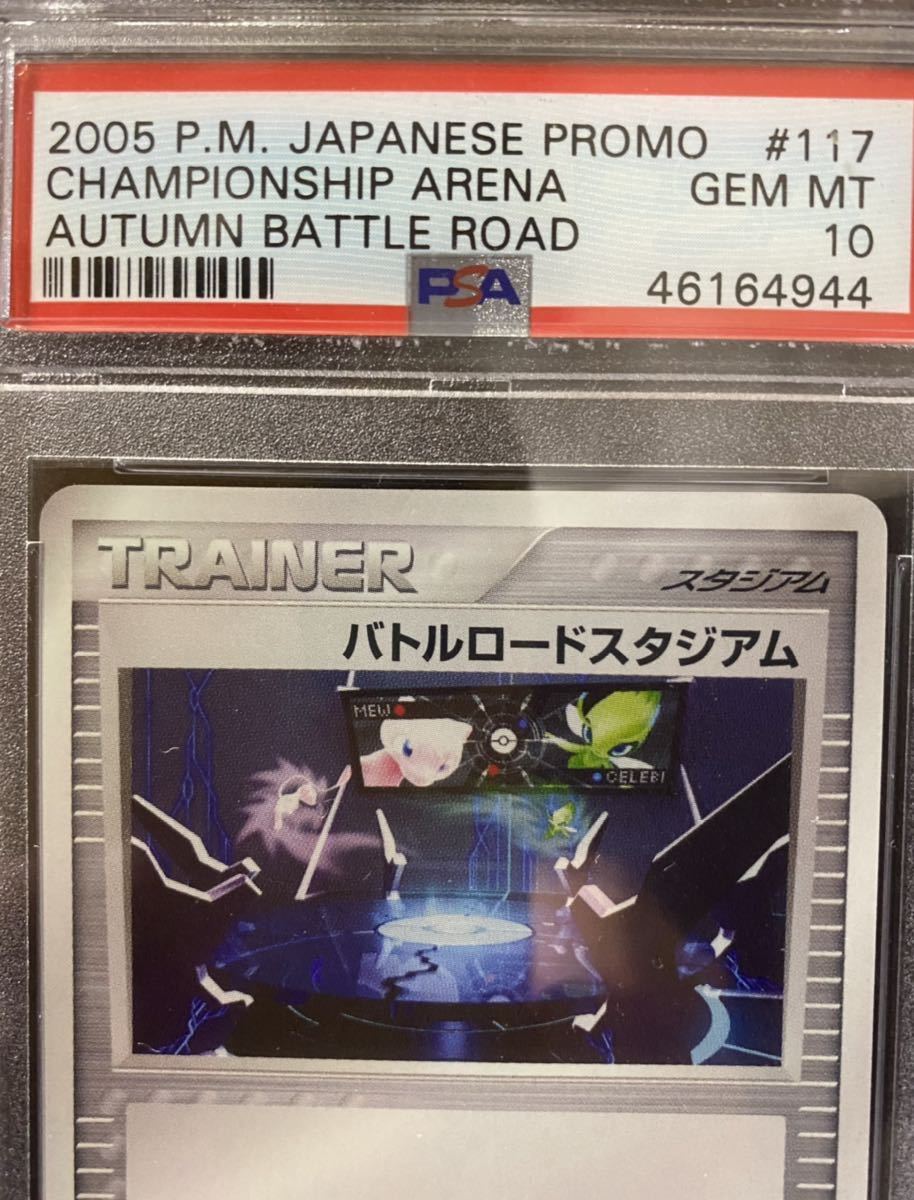 2005 P.M. JAPANESE PROMO #117
CHAMPIONSHIP ARENA GEM MT
AUTUMN BATTLE ROAD 10
PSA 46164944
TRAINER スタジアム
バトルロードスタジアム
MEW
CELEBI